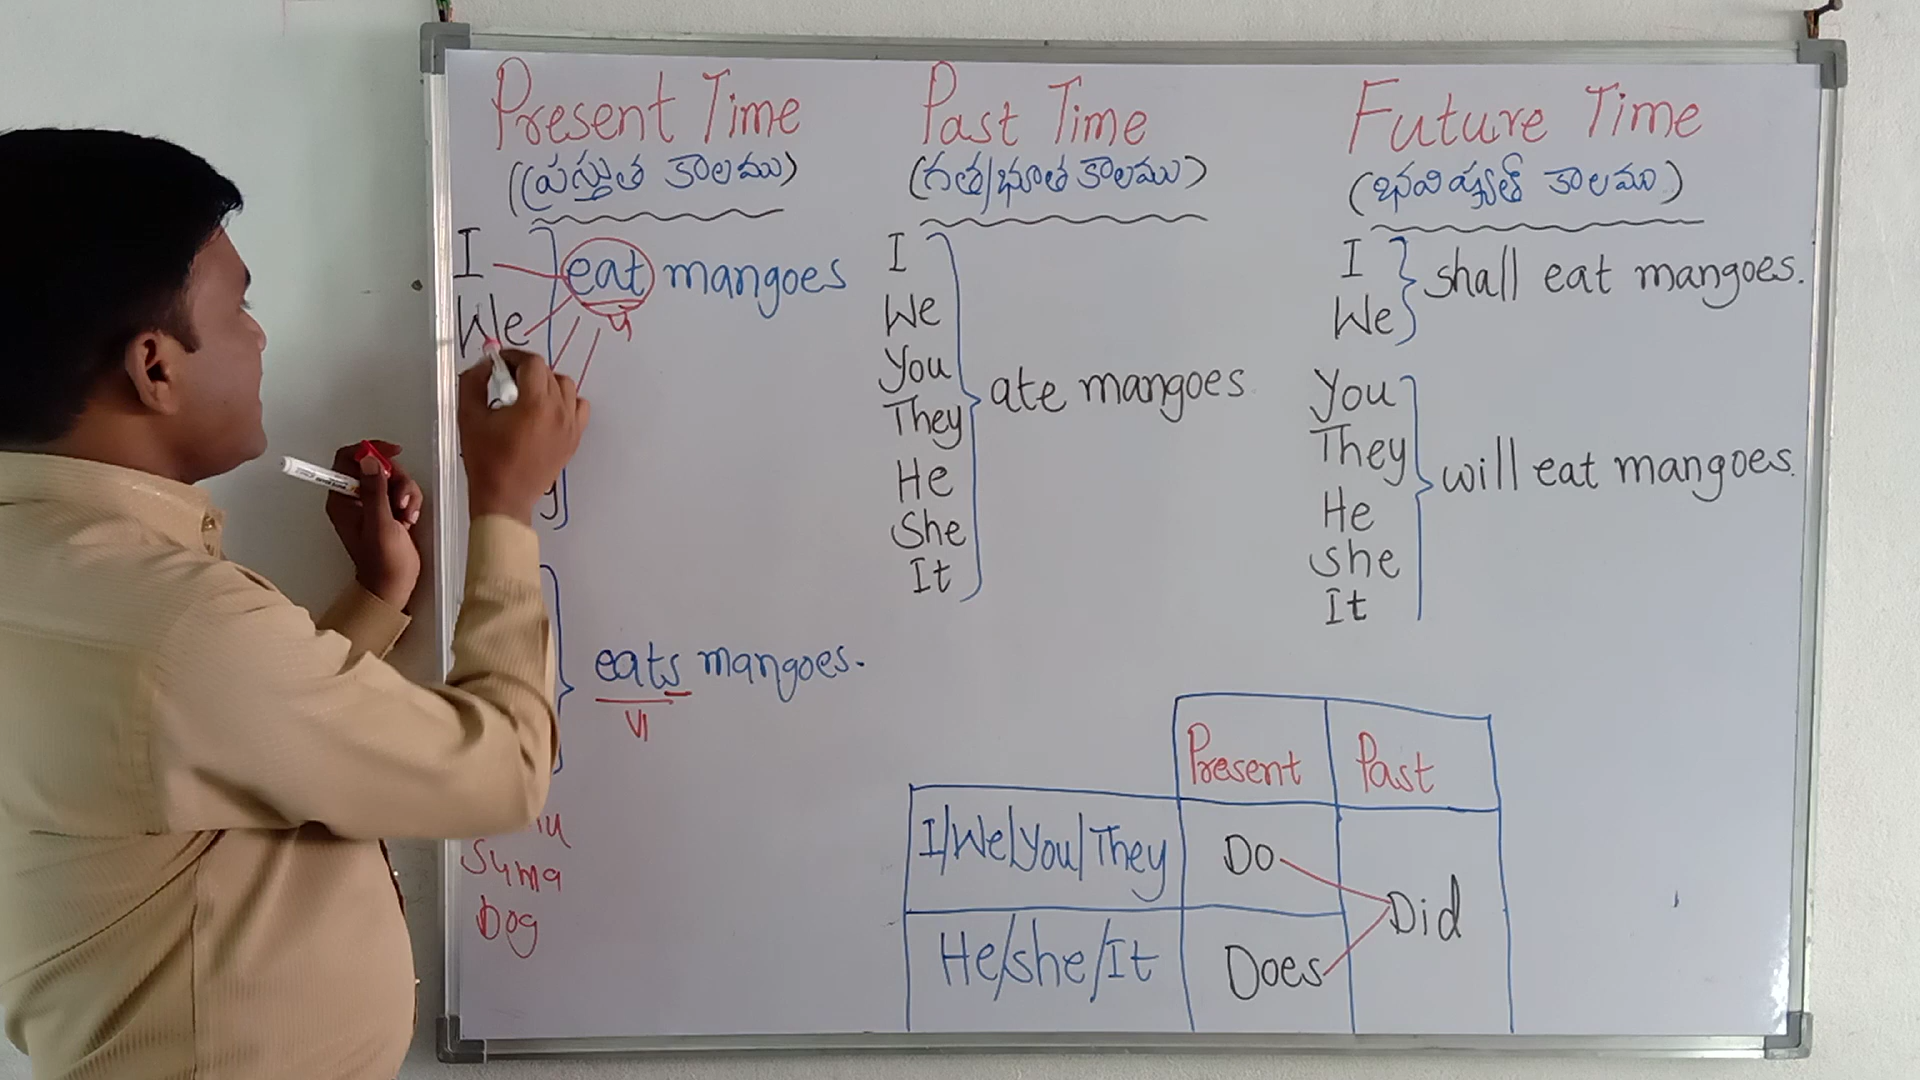 Present Time
(ప్రస్తుత కాలము)
I
We
eat mangoes
V1
eats mangoes.
V1
Suma
Dog
Past Time
(గత/భూత కాలము)
I
We
You
They
He
She
It
ate mangoes
Future Time
(భవిష్యత్ కాలము)
I
We
shall eat mangoes.
You
They
He
she
It
will eat mangoes.
Present Past
I/We/You/They Do
Did
He/she/It Does